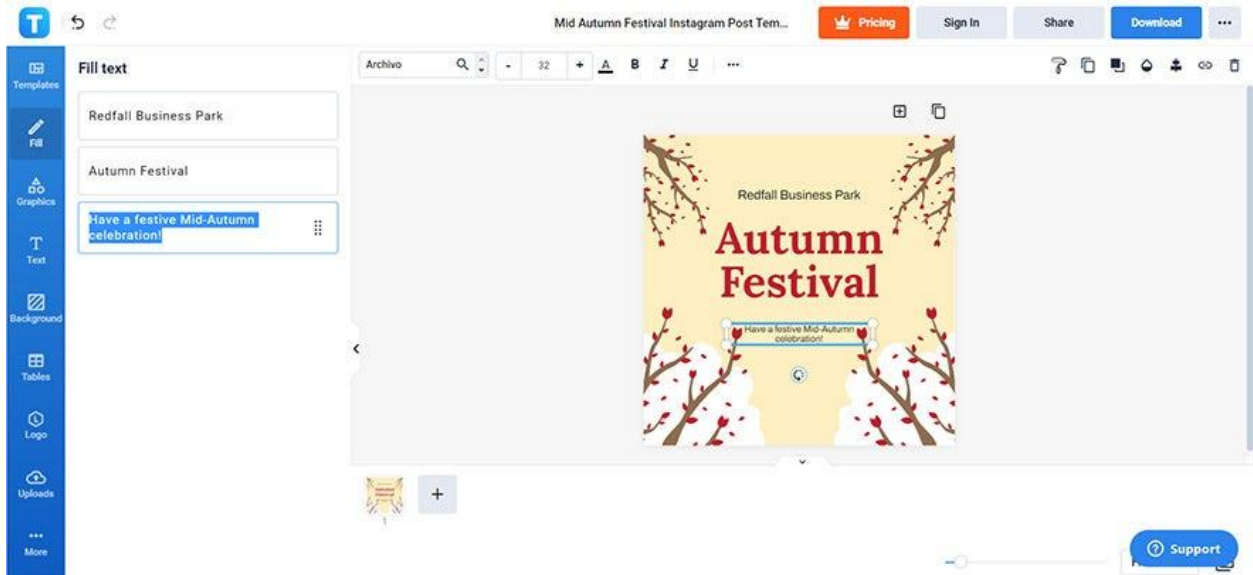 T
Mid Autumn Festival Instagram Post Tem...
Pricing
Sign In
Share
Download
Templates
Fill
Graphics
T
Text
Background
Tables
Logo
Uploads
More
Fill text
Redfall Business Park
Autumn Festival
Have a festive Mid-Autumn
celebration!
Archivo
- 32 + A B I U
Redfall Business Park
Autumn
Festival
Have a festive Mid-Autumn
celebration!
+
1
Support